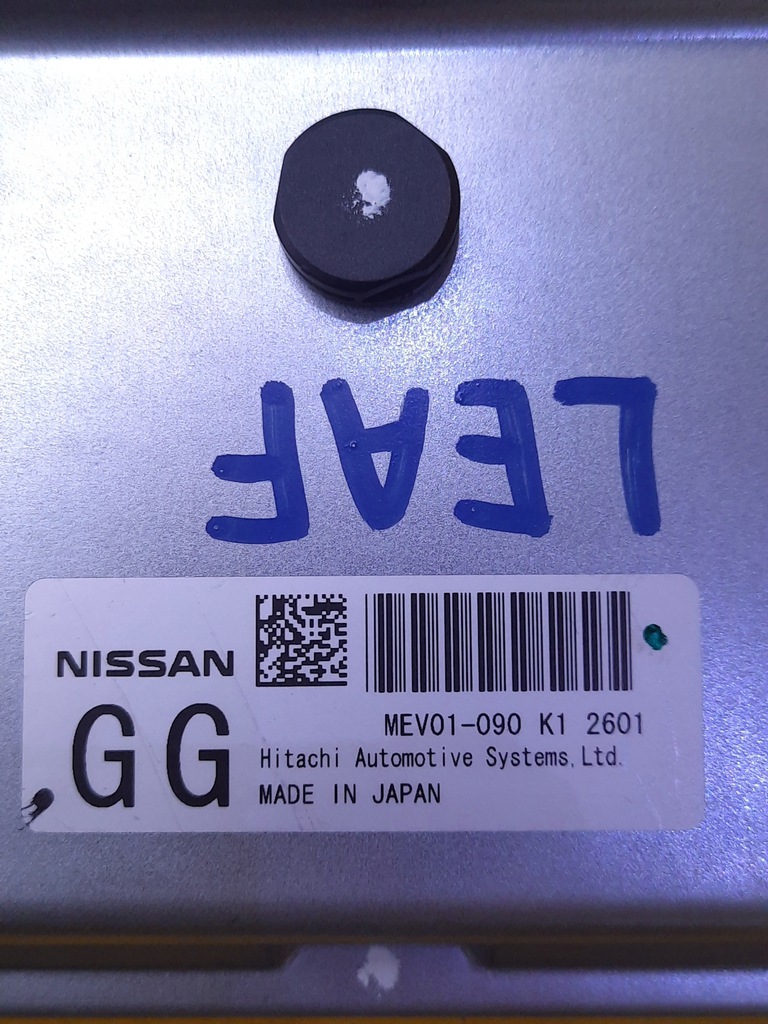 LEAF
NISSAN
GG
MEV01-090 K1 2601
Hitachi Automotive Systems,Ltd.
MADE IN JAPAN